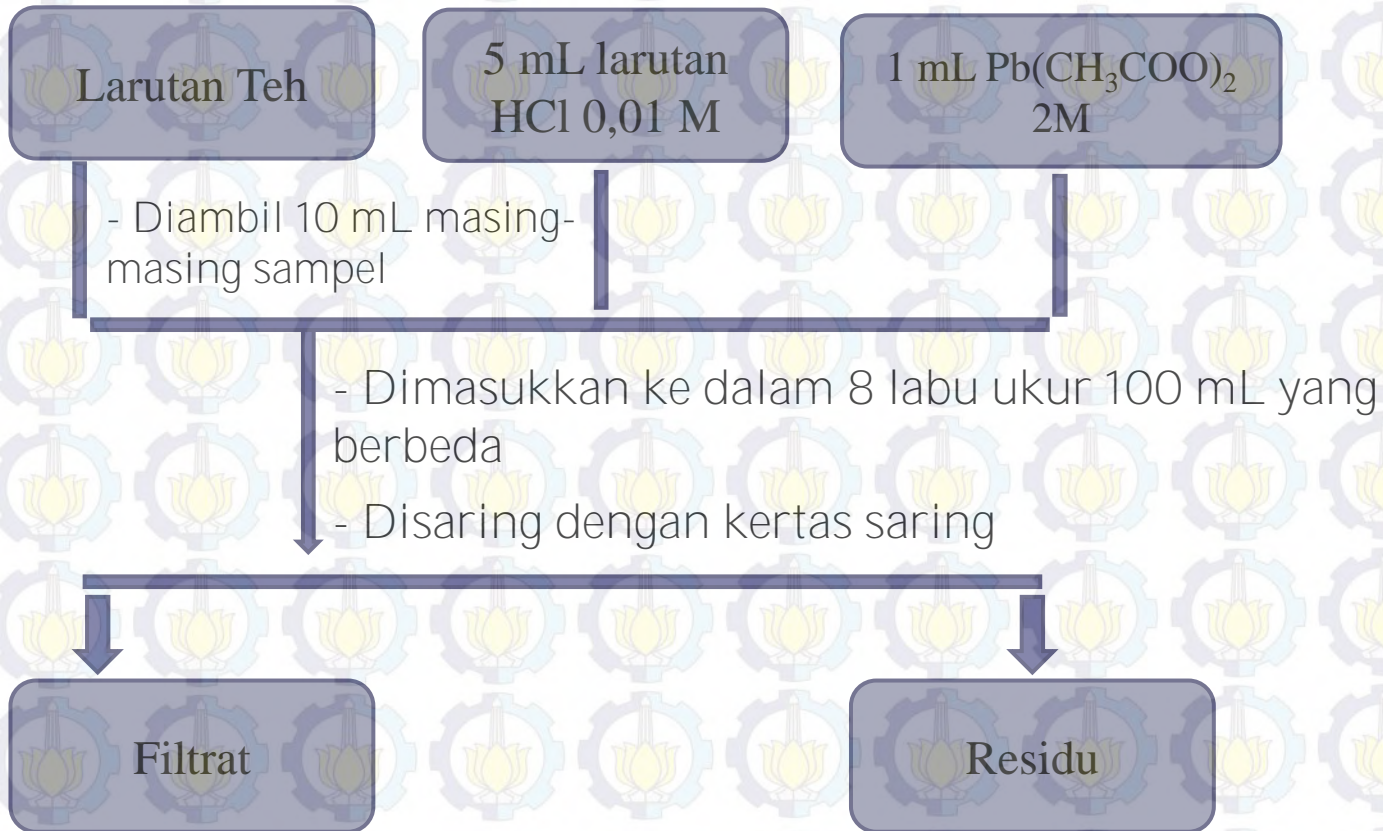 Larutan Teh
5 mL larutan
HCl 0,01 M
1 mL Pb(CH₃COO)₂
2M
- Diambil 10 mL masing-
masing sampel
- Dimasukkan ke dalam 8 labu ukur 100 mL yang
berbeda
- Disaring dengan kertas saring
Filtrat
Residu